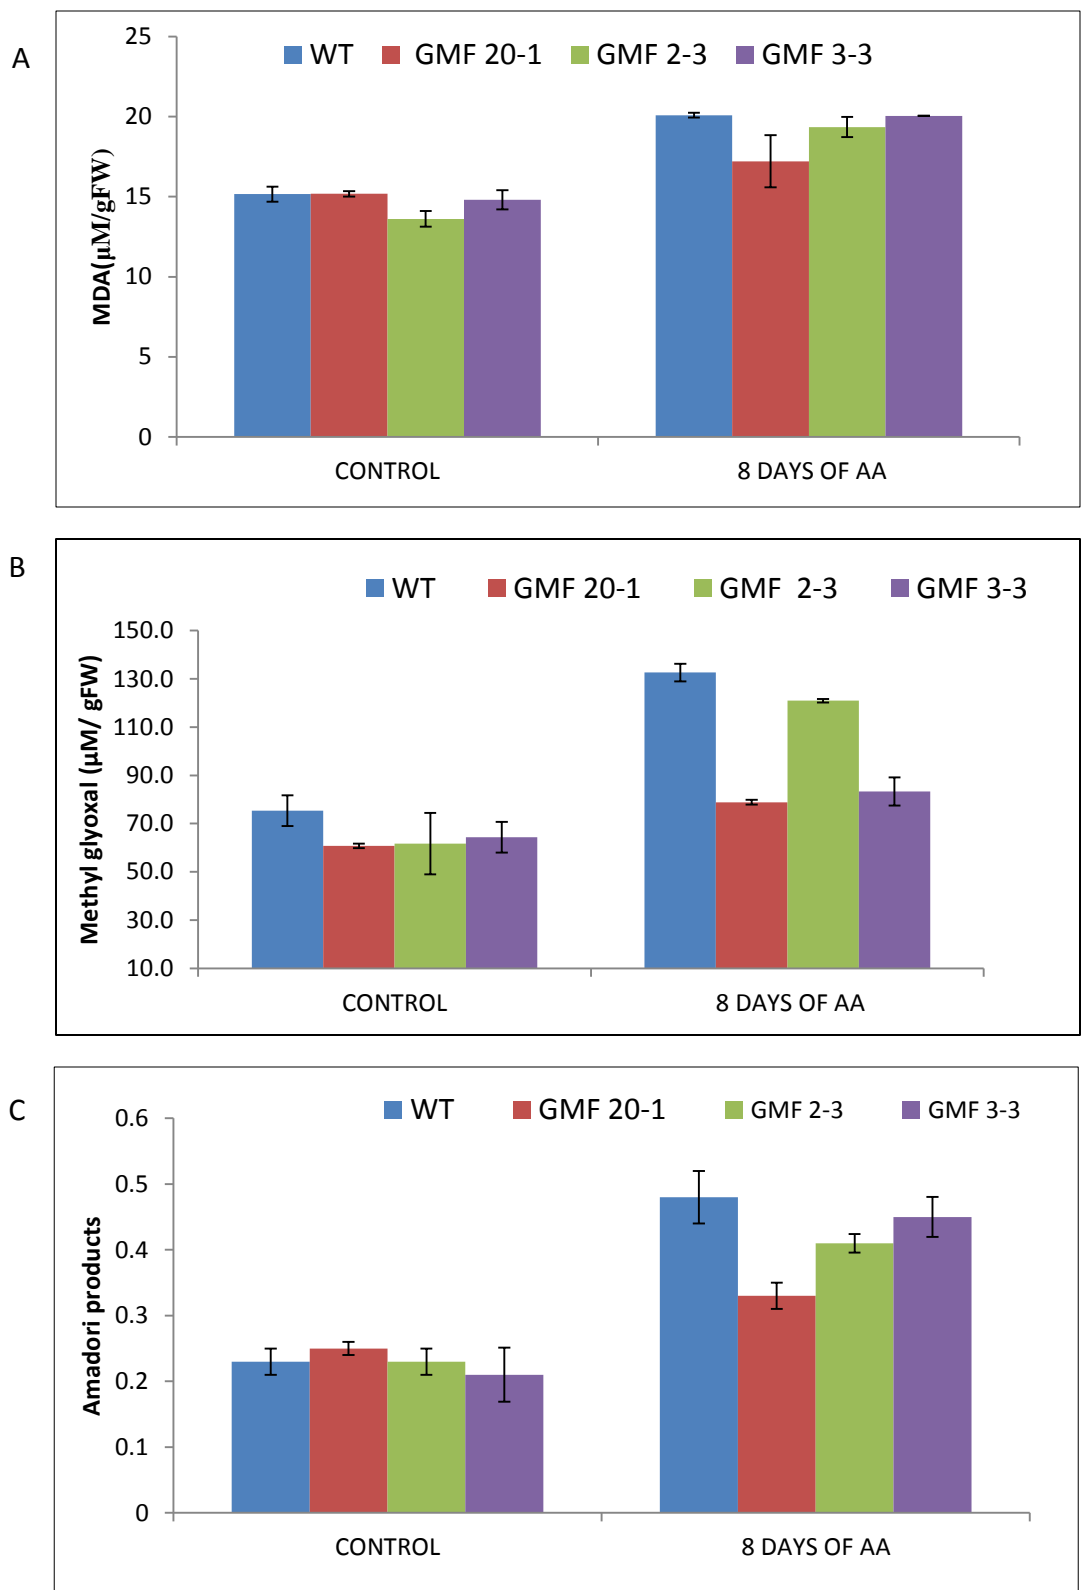 A
WT GMF 20-1 GMF 2-3 GMF 3-3
25
20
15
10
5
0
MDA(µM/gFW)
CONTROL 8 DAYS OF AA
B
WT GMF 20-1 GMF 2-3 GMF 3-3
150.0
130.0
110.0
90.0
70.0
50.0
30.0
10.0
Methyl glyoxal (µM/ gFW)
CONTROL 8 DAYS OF AA
C
WT GMF 20-1 GMF 2-3 GMF 3-3
0.6
0.5
0.4
0.3
0.2
0.1
0
Amadori products
CONTROL 8 DAYS OF AA